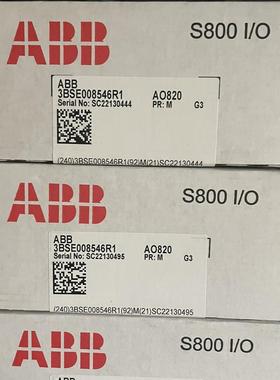 ABB
S800 I/O
ABB
3BSE008546R1
AO820
Serial No: SC22130444
PR: M
G3
(240)3BSE008546R1(92)M(21)SC22130444
ABB
S800 I/O
ABB
3BSE008546R1
AO820
Serial No: SC22130495
PR: M
G3
(240)3BSE008546R1(92)M(21)SC22130495
ABB
S800 I/O